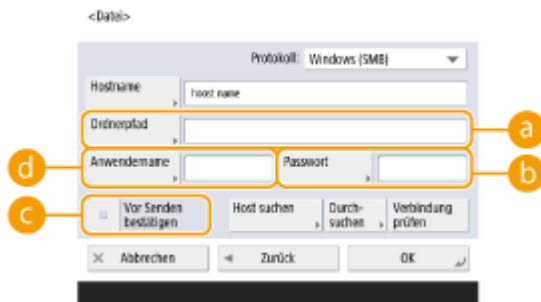 <Datei>
Protokoll: Windows (SMB)
Hostname hoost name
Ordnerpfad
a
d Anwendername Passwort
b
c Vor Senden bestätigen Host suchen Durch- suchen Verbindung prüfen
Abbrechen Zurück OK